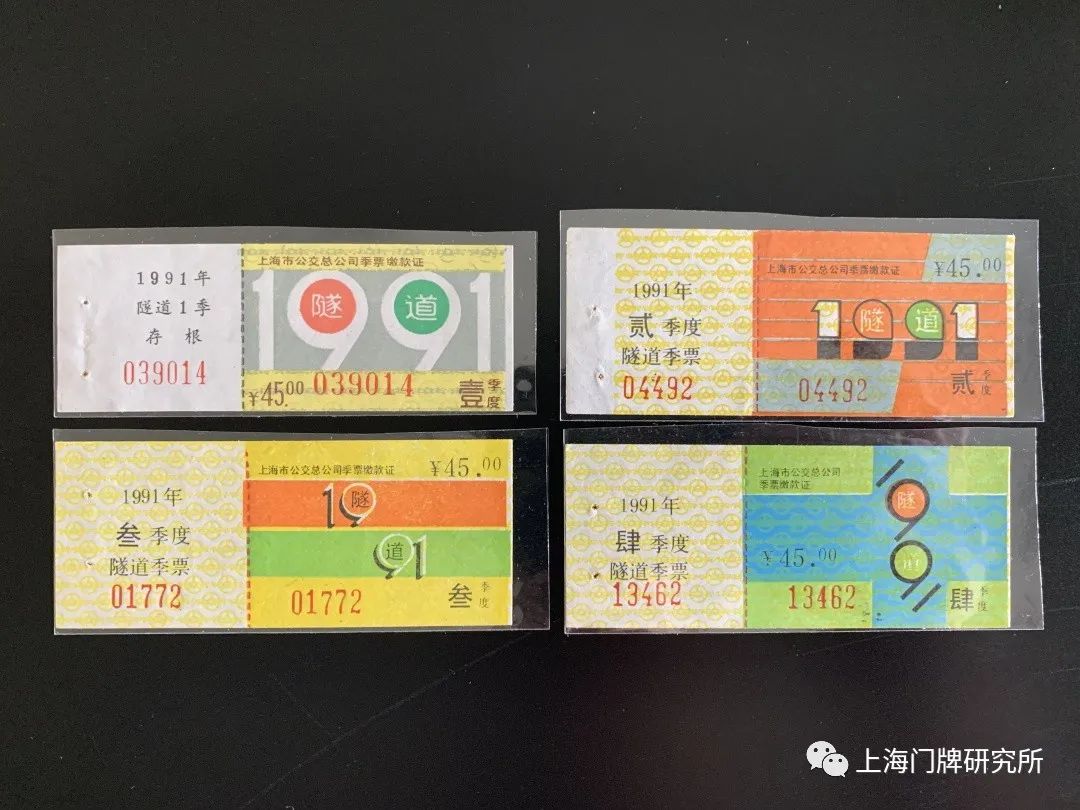 1991年
隧道1季
存根
039014
上海市公交总公司季票缴款证
1991
隧道
¥45.00 039014 壹季度
1991年
贰季度
隧道季票
04492
上海市公交总公司季票缴款证
¥45.00
1991
隧道
04492
贰季度
1991年
叁季度
隧道季票
01772
上海市公交总公司季票缴款证 ¥45.00
19
隧
道
91
01772
叁季度
1991年
肆季度
隧道季票
13462
上海市公交总公司
季票缴款证
1991
隧
道
¥45.00
13462
肆季度
上海门牌研究所